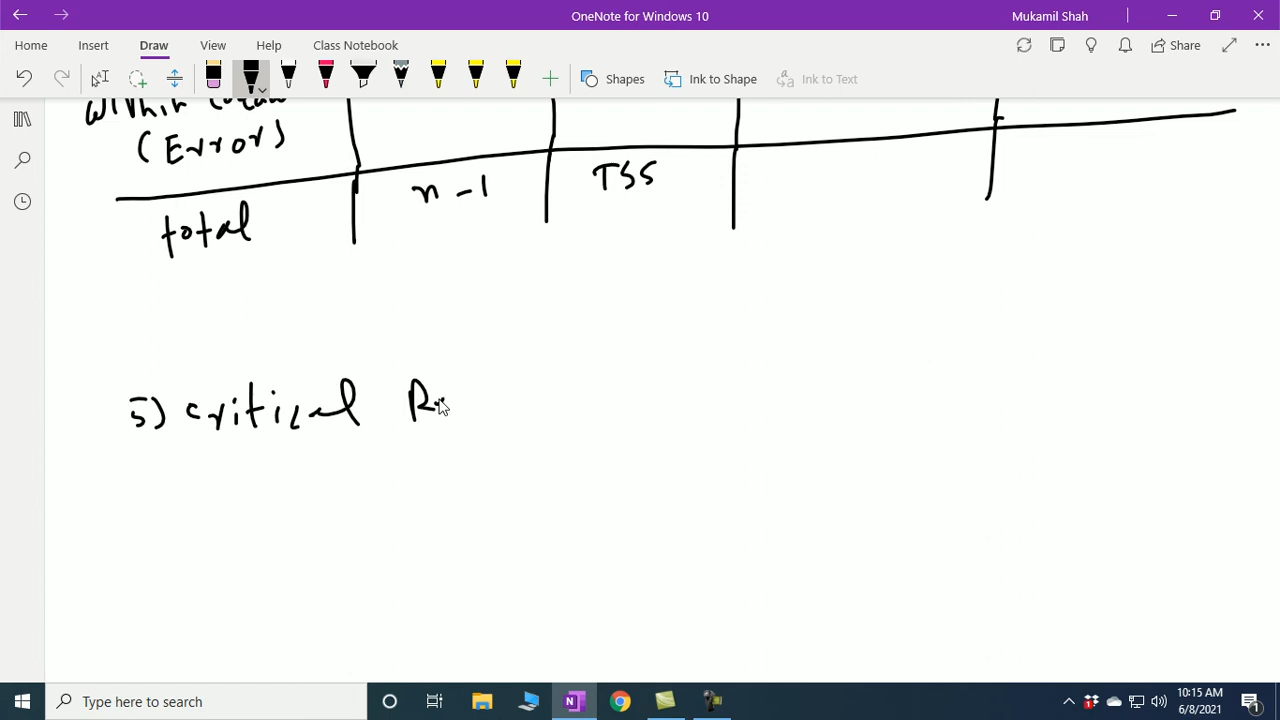 OneNote for Windows 10
Mukamil Shah
Home Insert Draw View Help Class Notebook
Share
Shapes
Ink to Shape
Ink to Text
within
(Errors)
total n-1 TSS
5) critical
Type here to search
10:15 AM
6/8/2021